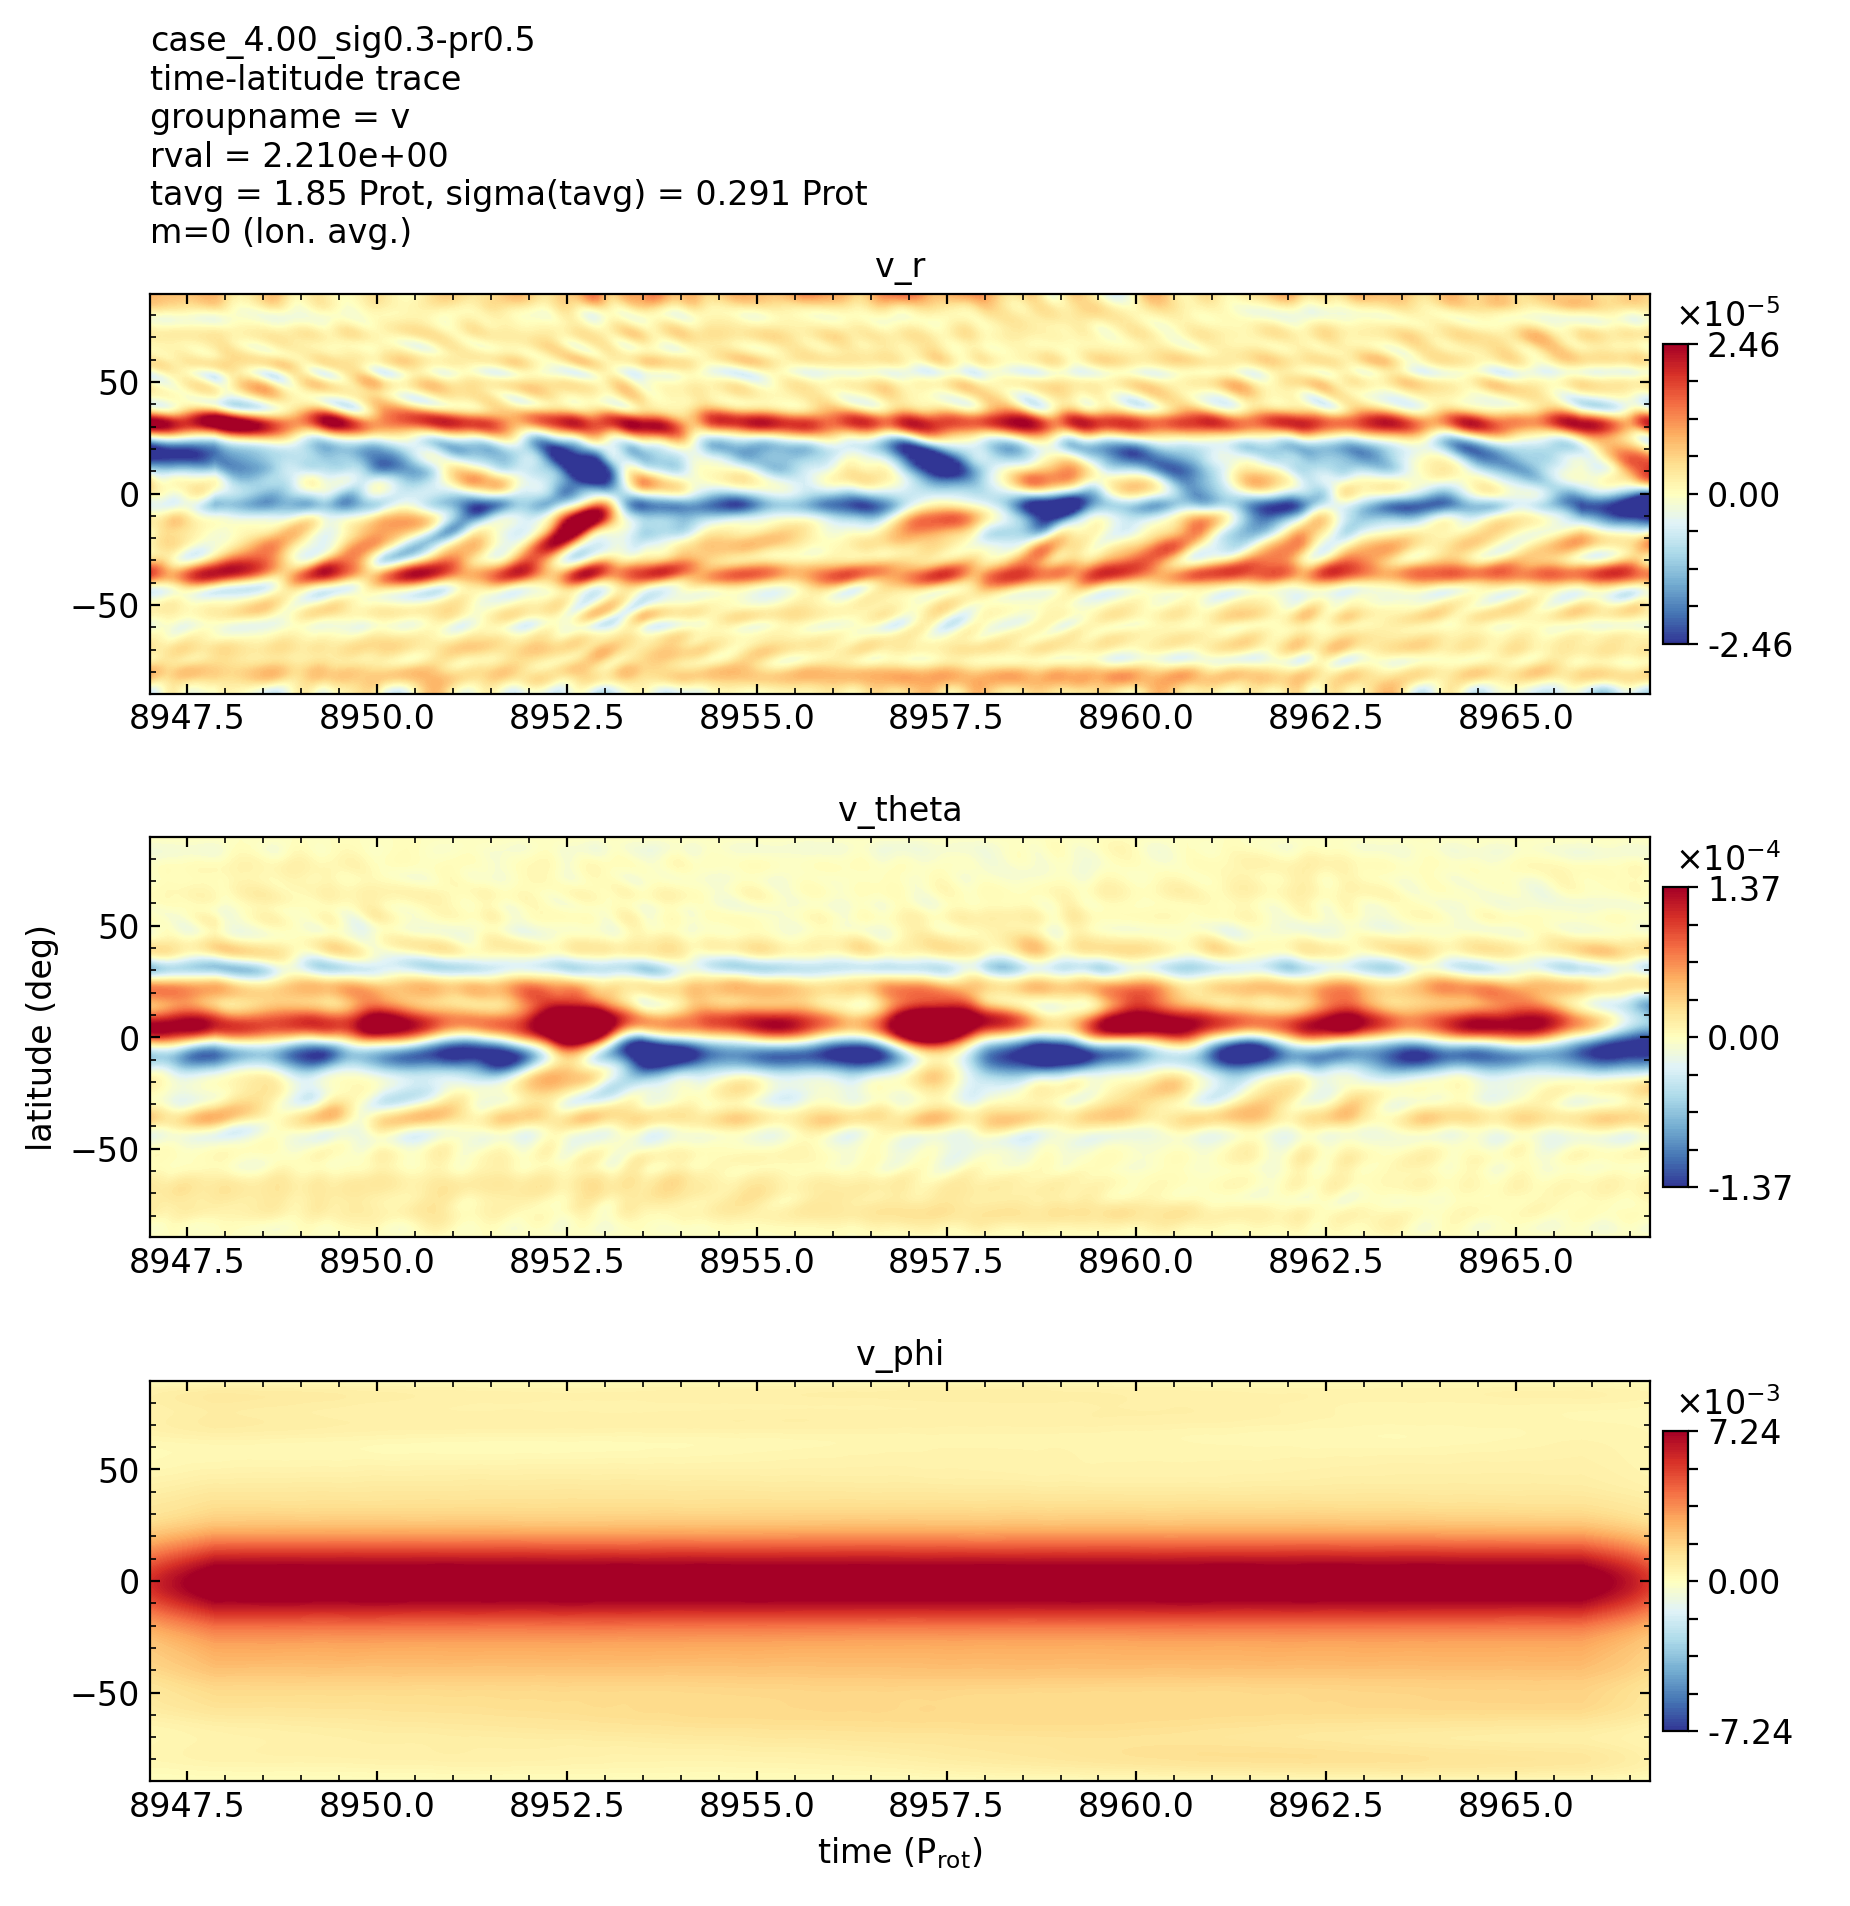 case_4.00_sig0.3-pr0.5
time-latitude trace
groupname = v
rval = 2.210e+00
tavg = 1.85 Prot, sigma(tavg) = 0.291 Prot
m=0 (lon. avg.)
v_r
×10⁻⁵
2.46
0.00
-2.46
50
0
−50
8947.5 8950.0 8952.5 8955.0 8957.5 8960.0 8962.5 8965.0
v_theta
×10⁻⁴
1.37
0.00
-1.37
50
0
−50
latitude (deg)
8947.5 8950.0 8952.5 8955.0 8957.5 8960.0 8962.5 8965.0
v_phi
×10⁻³
7.24
0.00
-7.24
50
0
−50
8947.5 8950.0 8952.5 8955.0 8957.5 8960.0 8962.5 8965.0
time (P_rot)